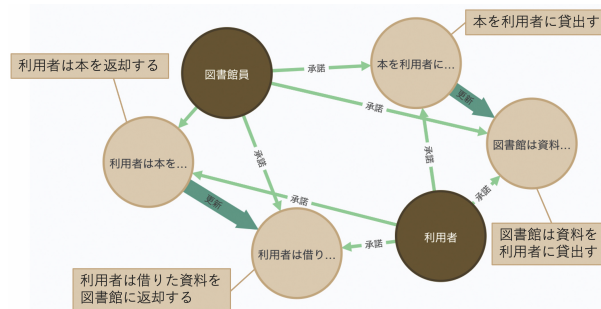 本を利用者に貸出す
利用者は本を返却する
図書館員
承諾
本を利用者に...
承諾
更新
利用者は本を...
承諾
承諾
図書館は資料...
更新
承諾
利用者は借り...
承諾
利用者
図書館は資料を
利用者に貸出す
利用者は借りた資料を
図書館に返却する